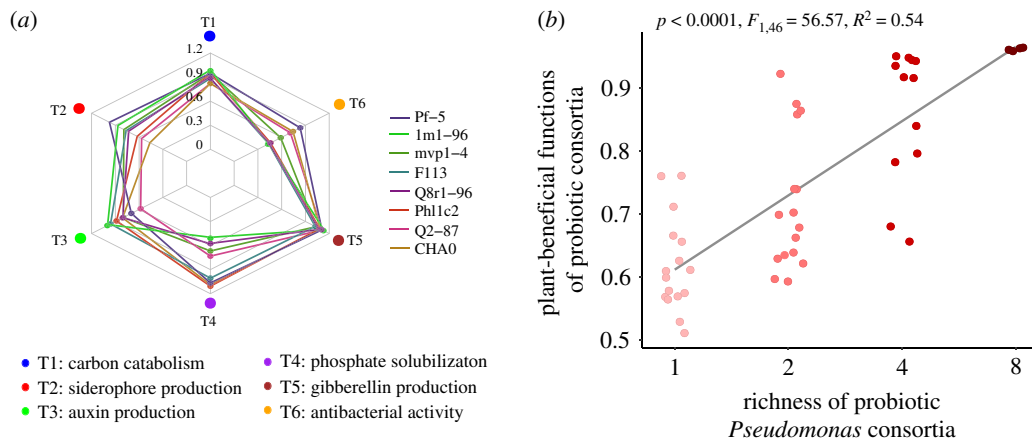 (a)
T1
1.2
0.9
0.6
0.3
0
T2
T6
T3
T5
T4
Pf-5
1m1-96
mvp1-4
F113
Q8r1-96
Phl1c2
Q2-87
CHA0
T1: carbon catabolism
T2: siderophore production
T3: auxin production
T4: phosphate solubilizaton
T5: gibberellin production
T6: antibacterial activity
(b)
p < 0.0001, F1,46 = 56.57, R2 = 0.54
plant-beneficial functions
of probiotic consortia
0.9
0.8
0.7
0.6
0.5
1 2 4 8
richness of probiotic
Pseudomonas consortia